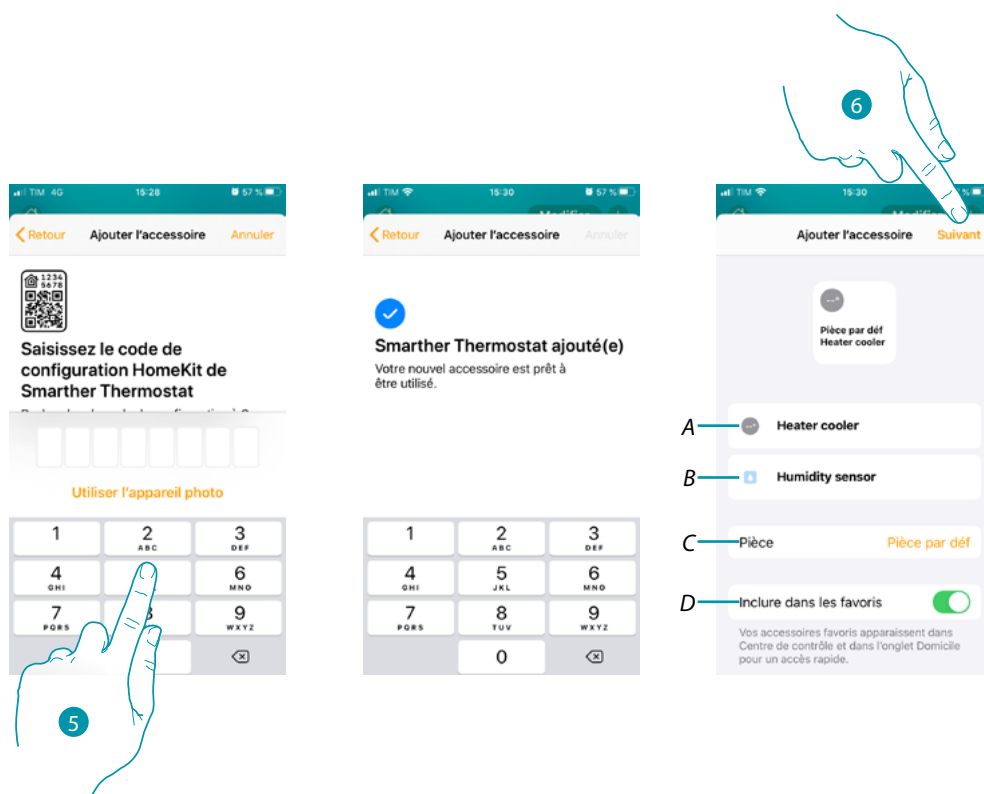 6
TIM 4G 15:28 57 %
Retour Ajouter l'accessoire Annuler
1234
5678
Saisissez le code de
configuration HomeKit de
Smarther Thermostat
Utiliser l'appareil photo
1 2 ABC 3 DEF
4 GHI 6 MNO
7 PQRS 9 WXYZ
5
TIM 15:30 57 %
Retour Ajouter l'accessoire Annuler
Smarther Thermostat ajouté(e)
Votre nouvel accessoire est prêt à
être utilisé.
1 2 ABC 3 DEF
4 GHI 5 JKL 6 MNO
7 PQRS 8 TUV 9 WXYZ
0
TIM 15:30
Ajouter l'accessoire Suivant
Pièce par déf
Heater cooler
A Heater cooler
B Humidity sensor
C Pièce Pièce par déf
D Inclure dans les favoris
Vos accessoires favoris apparaissent dans
Centre de contrôle et dans l'onglet Domicile
pour un accès rapide.